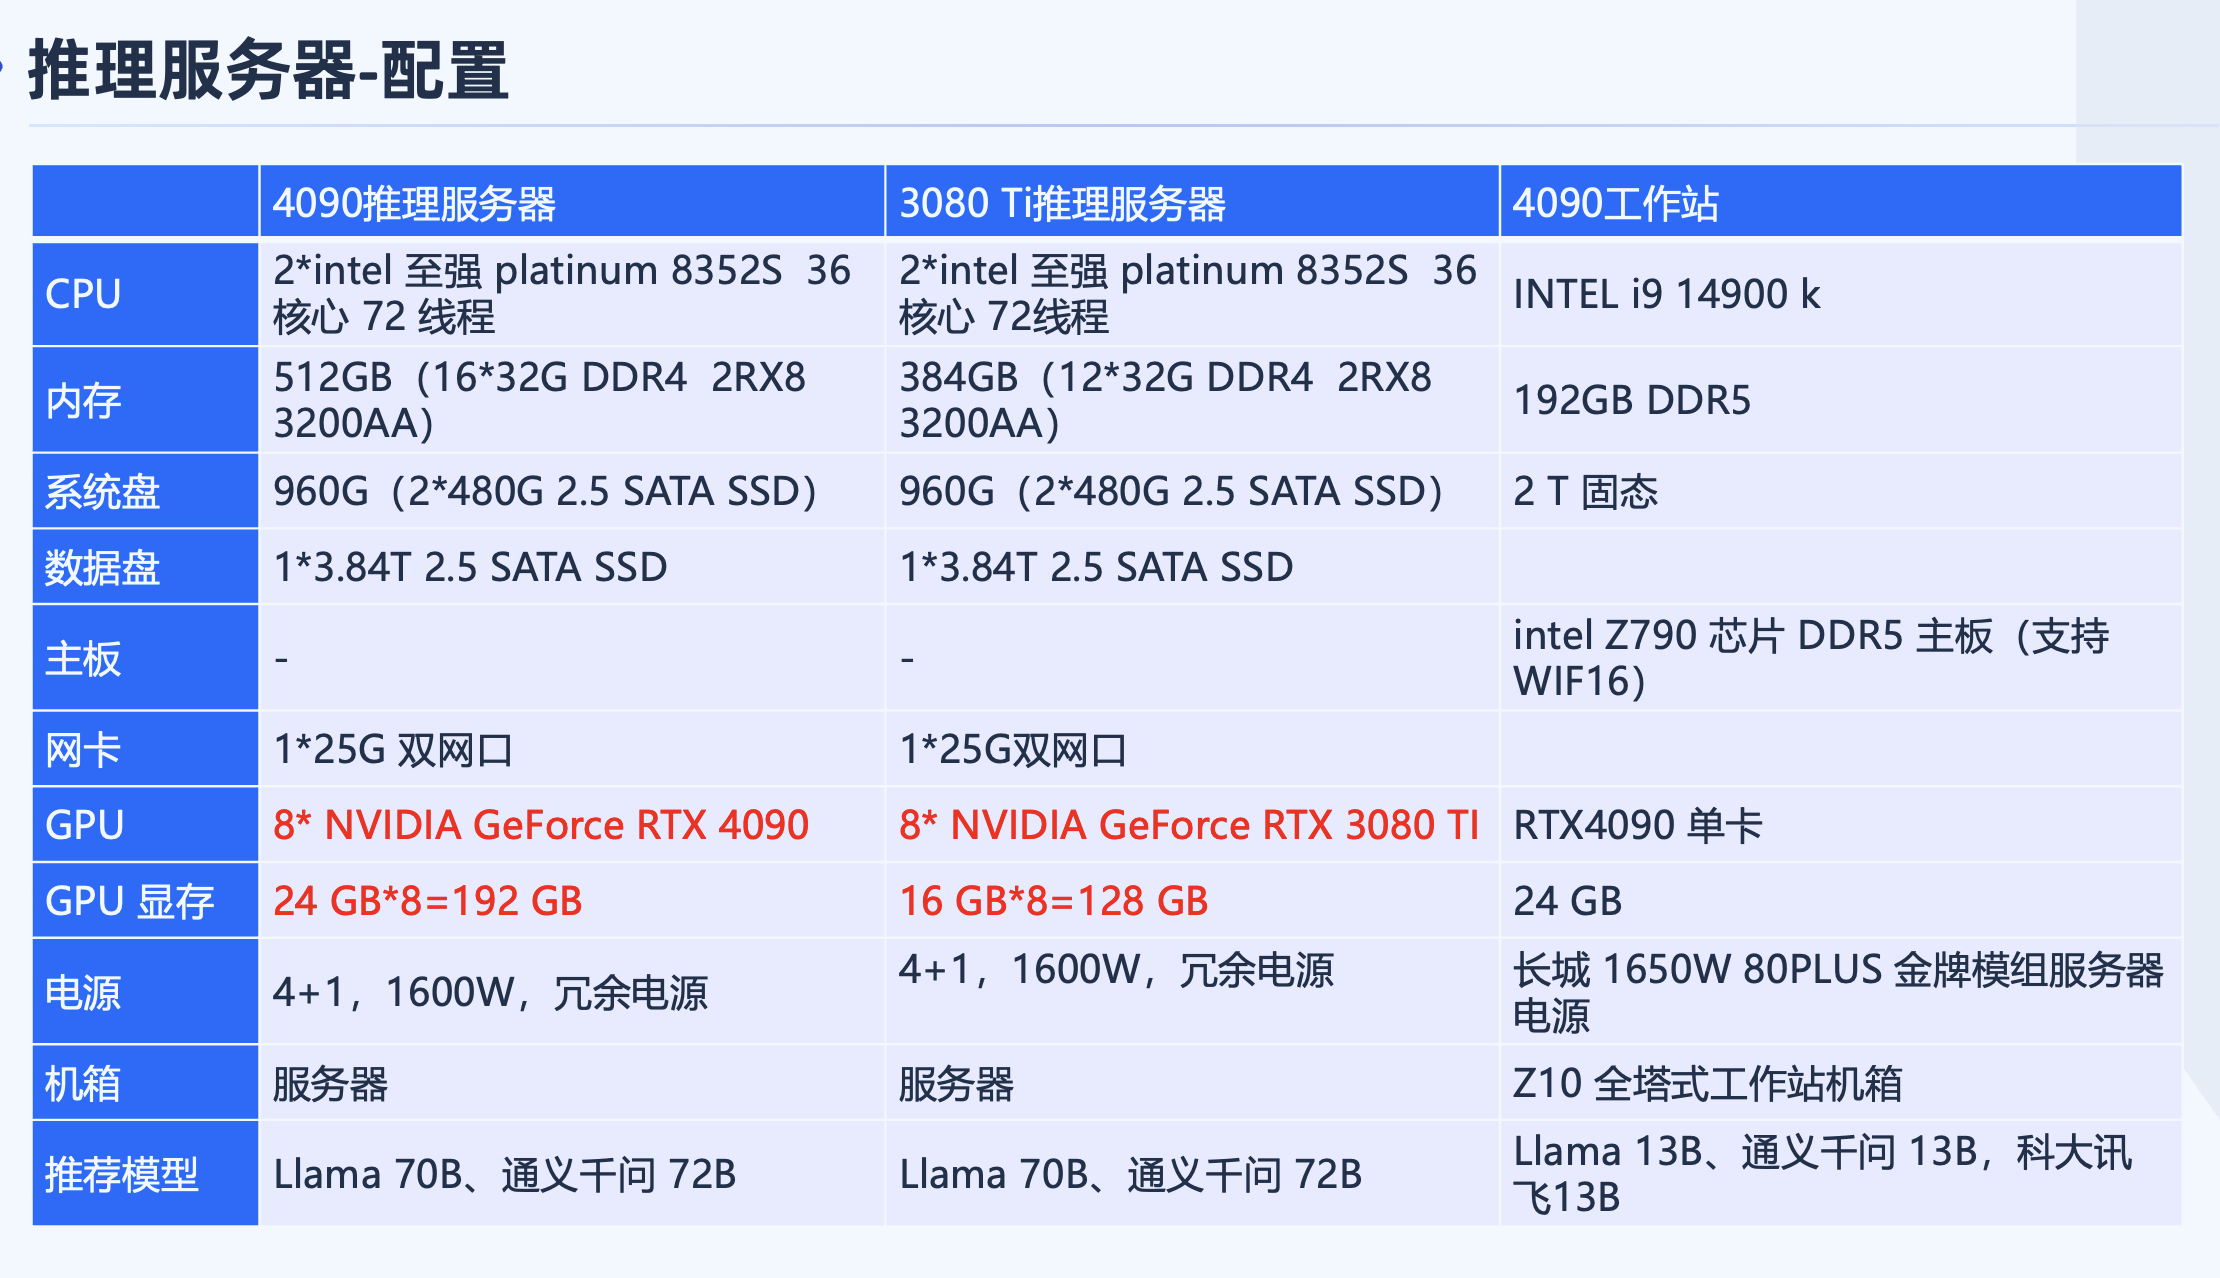 推理服务器-配置
4090推理服务器
3080 Ti推理服务器
4090工作站
CPU
2*intel 至强 platinum 8352S  36
核心 72 线程
2*intel 至强 platinum 8352S  36
核心 72线程
INTEL i9 14900 k
内存
512GB（16*32G DDR4  2RX8
3200AA）
384GB（12*32G DDR4  2RX8
3200AA）
192GB DDR5
系统盘
960G（2*480G 2.5 SATA SSD）
960G（2*480G 2.5 SATA SSD）
2 T 固态
数据盘
1*3.84T 2.5 SATA SSD
1*3.84T 2.5 SATA SSD
主板
-
-
intel Z790 芯片 DDR5 主板（支持
WIF16）
网卡
1*25G 双网口
1*25G双网口
GPU
8* NVIDIA GeForce RTX 4090
8* NVIDIA GeForce RTX 3080 TI
RTX4090 单卡
GPU 显存
24 GB*8=192 GB
16 GB*8=128 GB
24 GB
电源
4+1，1600W，冗余电源
4+1，1600W，冗余电源
长城 1650W 80PLUS 金牌模组服务器
电源
机箱
服务器
服务器
Z10 全塔式工作站机箱
推荐模型
Llama 70B、通义千问 72B
Llama 70B、通义千问 72B
Llama 13B、通义千问 13B，科大讯
飞13B